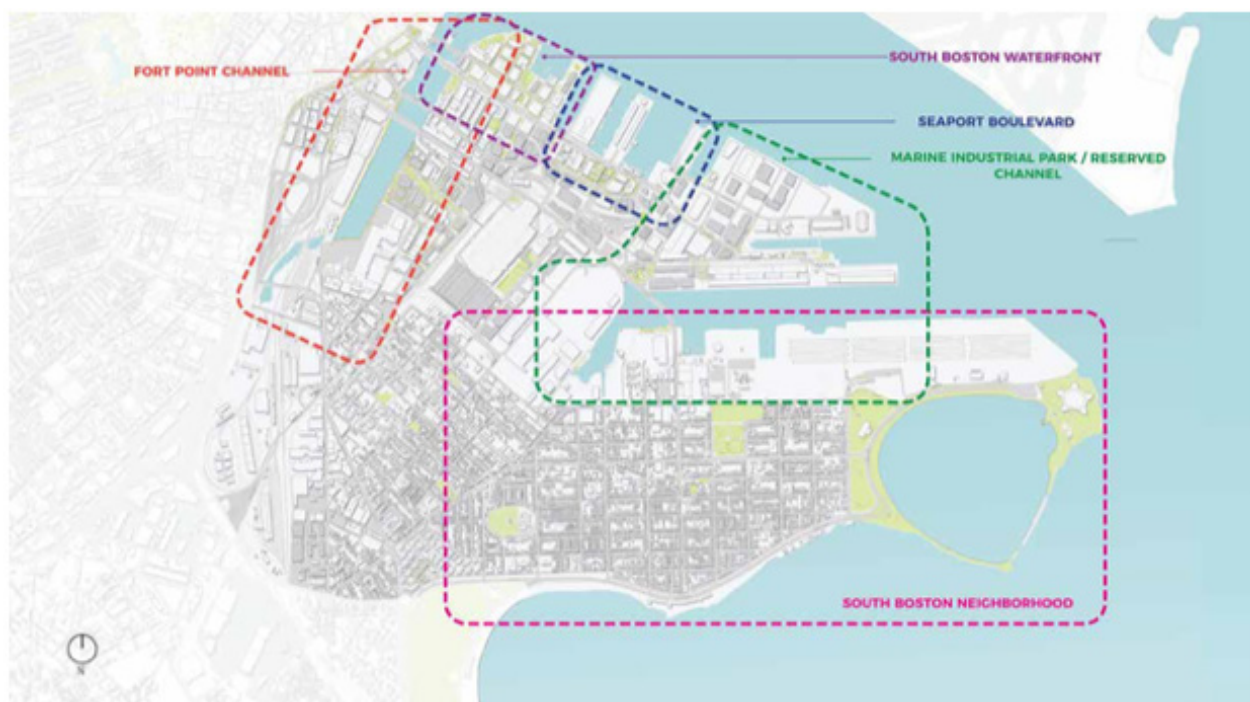 SOUTH BOSTON WATERFRONT
FORT POINT CHANNEL
SEAPORT BOULEVARD
MARINE INDUSTRIAL PARK / RESERVED
CHANNEL
SOUTH BOSTON NEIGHBORHOOD
N